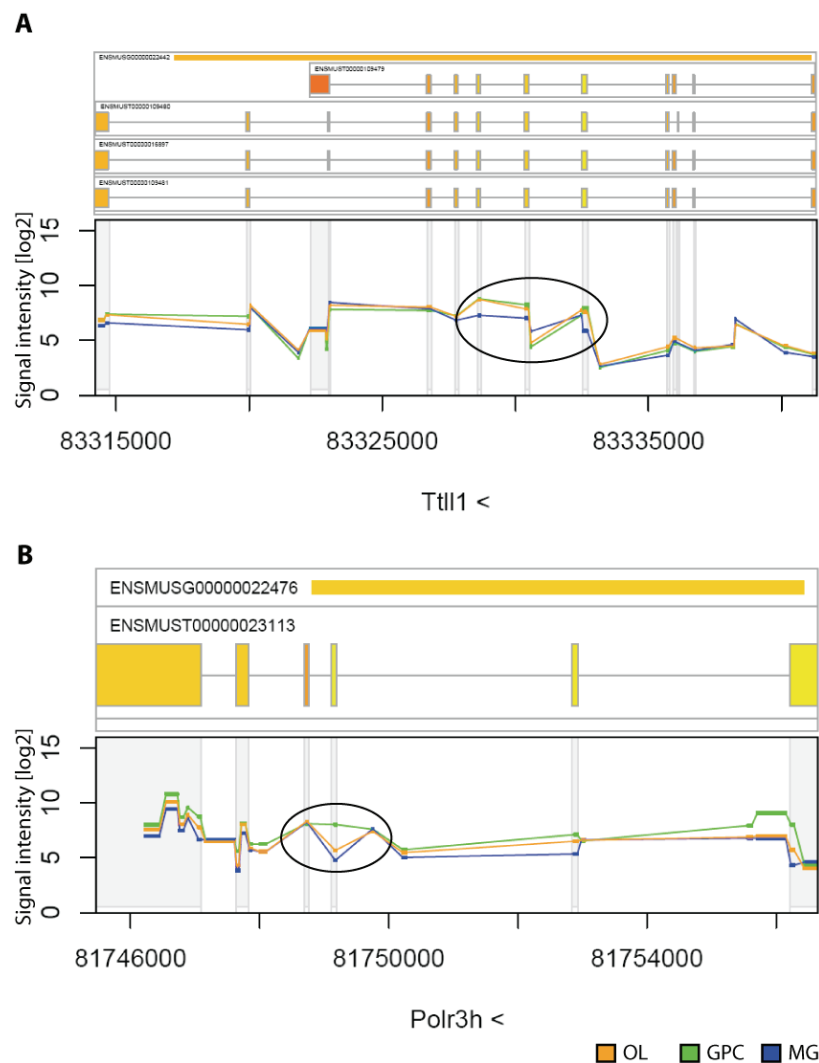 A
ENSMUSG00000022442
ENSMUST00000109479
ENSMUST00000109480
ENSMUST00000016897
ENSMUST00000109481
Signal intensity [log2]
15
10
5
0
83315000 83325000 83335000
Ttll1 <
B
ENSMUSG00000022476
ENSMUST00000023113
Signal intensity [log2]
15
10
5
0
81746000 81750000 81754000
Polr3h <
OL GPC MG